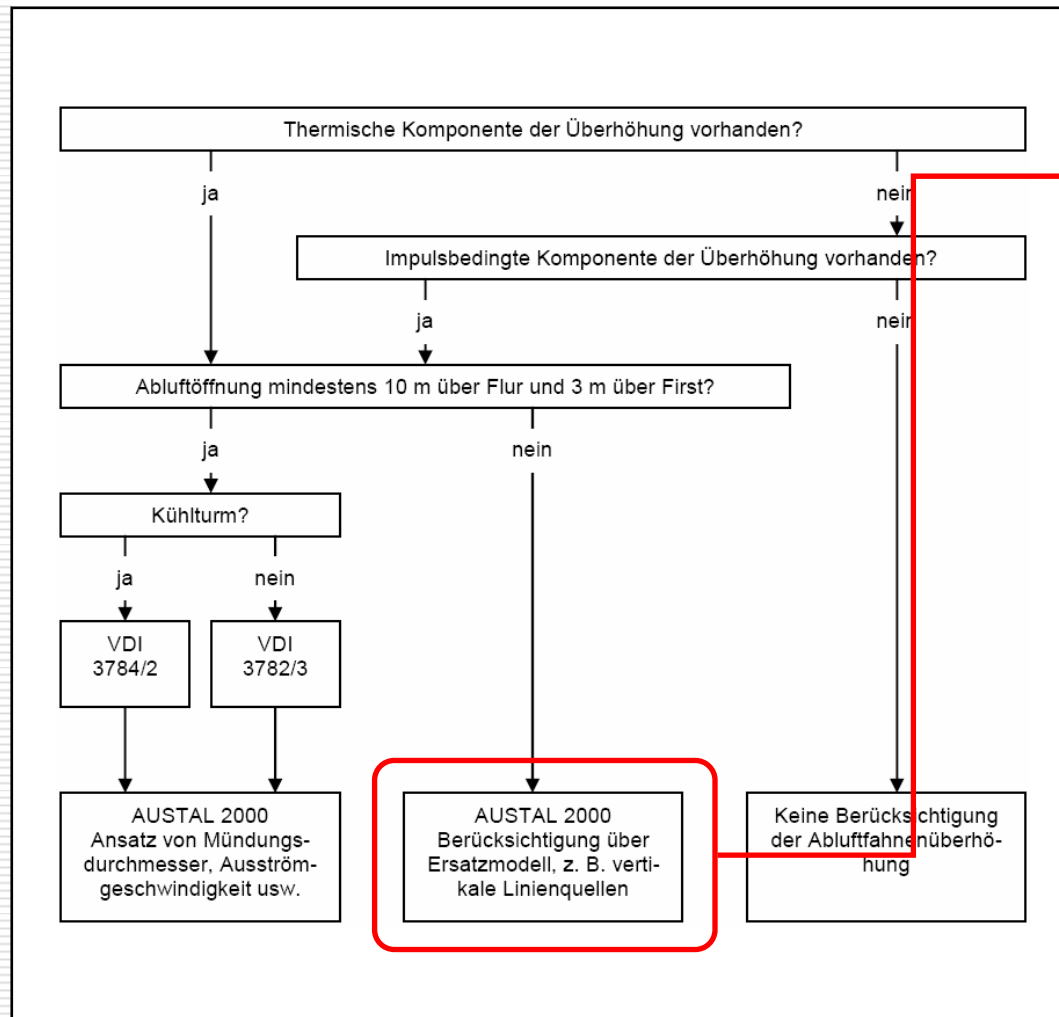 Thermische Komponente der Überhöhung vorhanden?
ja
nein
Impulsbedingte Komponente der Überhöhung vorhanden?
ja
nein
Abluftöffnung mindestens 10 m über Flur und 3 m über First?
ja
nein
Kühlturm?
ja
nein
VDI
3784/2
VDI
3782/3
AUSTAL 2000
Ansatz von Mündungs-
durchmesser, Ausström-
geschwindigkeit usw.
AUSTAL 2000
Berücksichtigung über
Ersatzmodell, z. B. verti-
kale Linienquellen
Keine Berücksichtigung
der Abluftfahnenüberhö-
hung